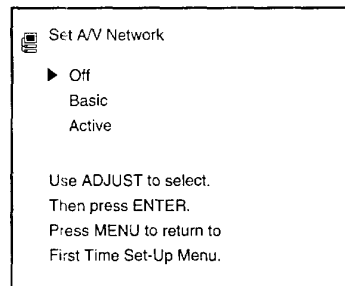 Set A/V Network
Off
Basic
Active
Use ADJUST to select.
Then press ENTER.
Press MENU to return to
First Time Set-Up Menu.